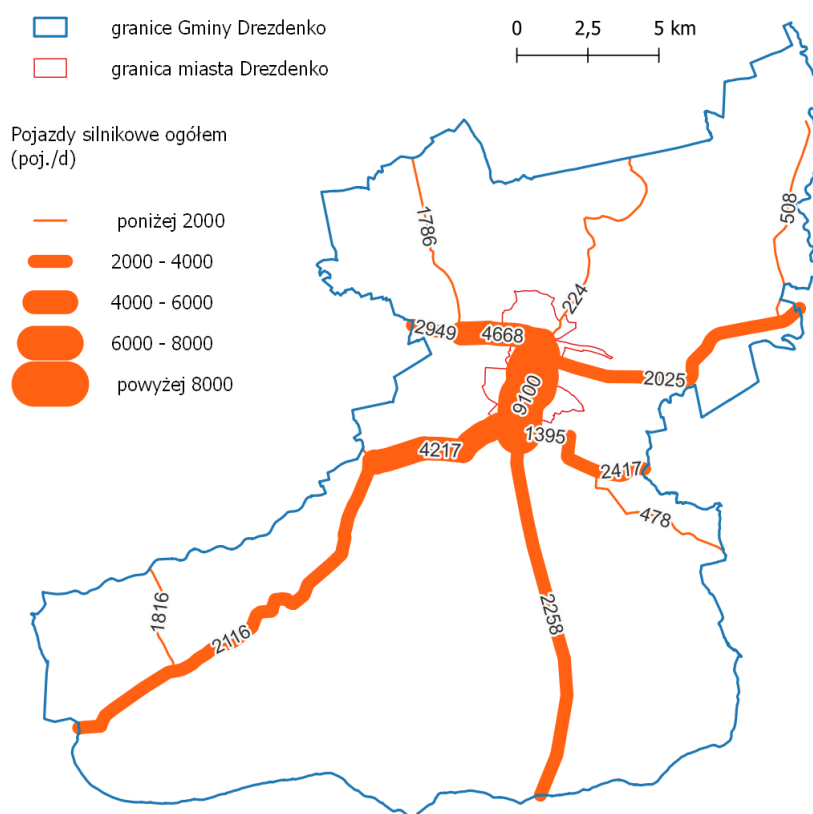 granice Gminy Drezdenko
granica miasta Drezdenko
0 2,5 5 km
Pojazdy silnikowe ogółem
(poj./d)
poniżej 2000
2000 - 4000
4000 - 6000
6000 - 8000
powyżej 8000
1786
508
224
2949
4668
2025
9100
1395
4217
2417
478
1816
2116
2258